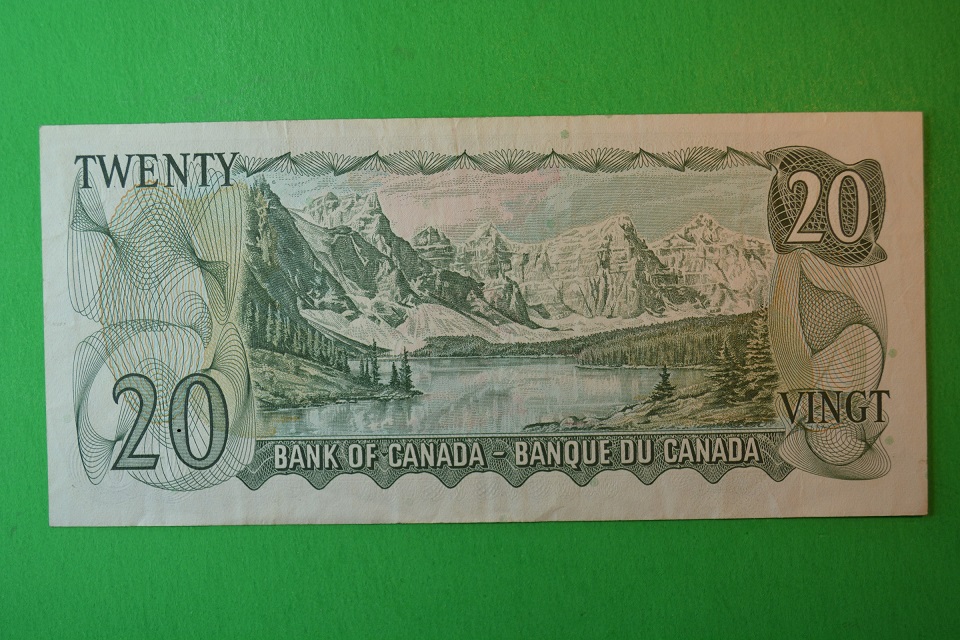 TWENTY
20
20
VINGT
BANK OF CANADA - BANQUE DU CANADA